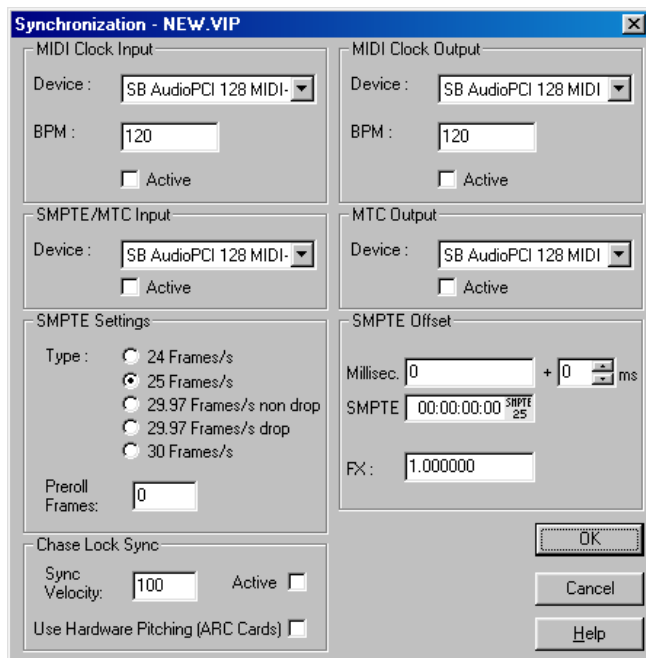 Synchronization - NEW.VIP
MIDI Clock Input
Device :
SB AudioPCI 128 MIDI-
BPM :
120
Active
MIDI Clock Output
Device :
SB AudioPCI 128 MIDI
BPM :
120
Active
SMPTE/MTC Input
Device :
SB AudioPCI 128 MIDI-
Active
MTC Output
Device :
SB AudioPCI 128 MIDI
Active
SMPTE Settings
Type :
24 Frames/s
25 Frames/s
29.97 Frames/s non drop
29.97 Frames/s drop
30 Frames/s
Preroll
Frames:
0
SMPTE Offset
Millisec. 0 + 0 ms
SMPTE 00:00:00:00 SMPTE
25
FX : 1.000000
Chase Lock Sync
Sync
Velocity:
100
Active
Use Hardware Pitching (ARC Cards)
OK
Cancel
Help